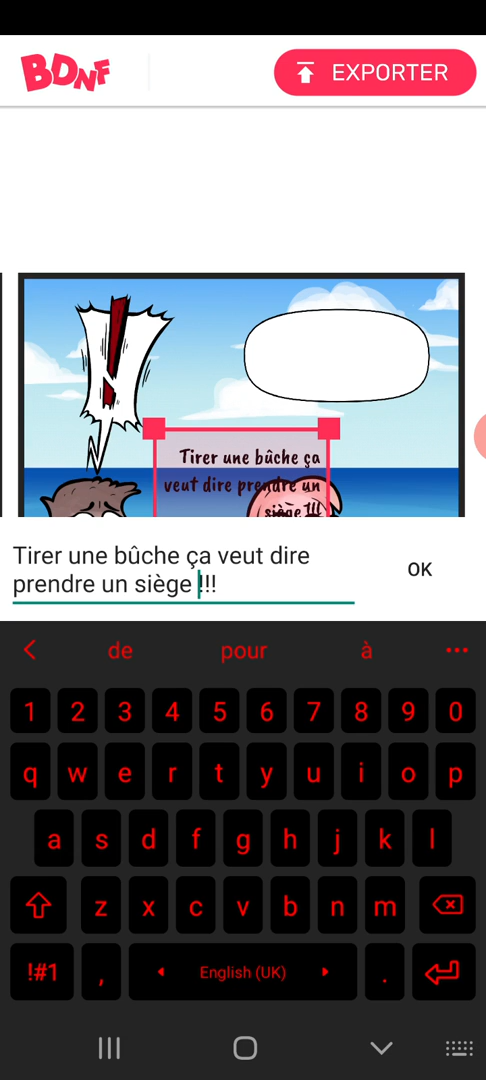 BDNF
EXPORTER
!
Tirer une bûche ça
veut dire prendre un
siège !!!
Tirer une bûche ça veut dire
prendre un siège !!!
OK
de pour à •••
1 2 3 4 5 6 7 8 9 0
q w e r t y u i o p
a s d f g h j k l
z x c v b n m
!#1 , English (UK) .